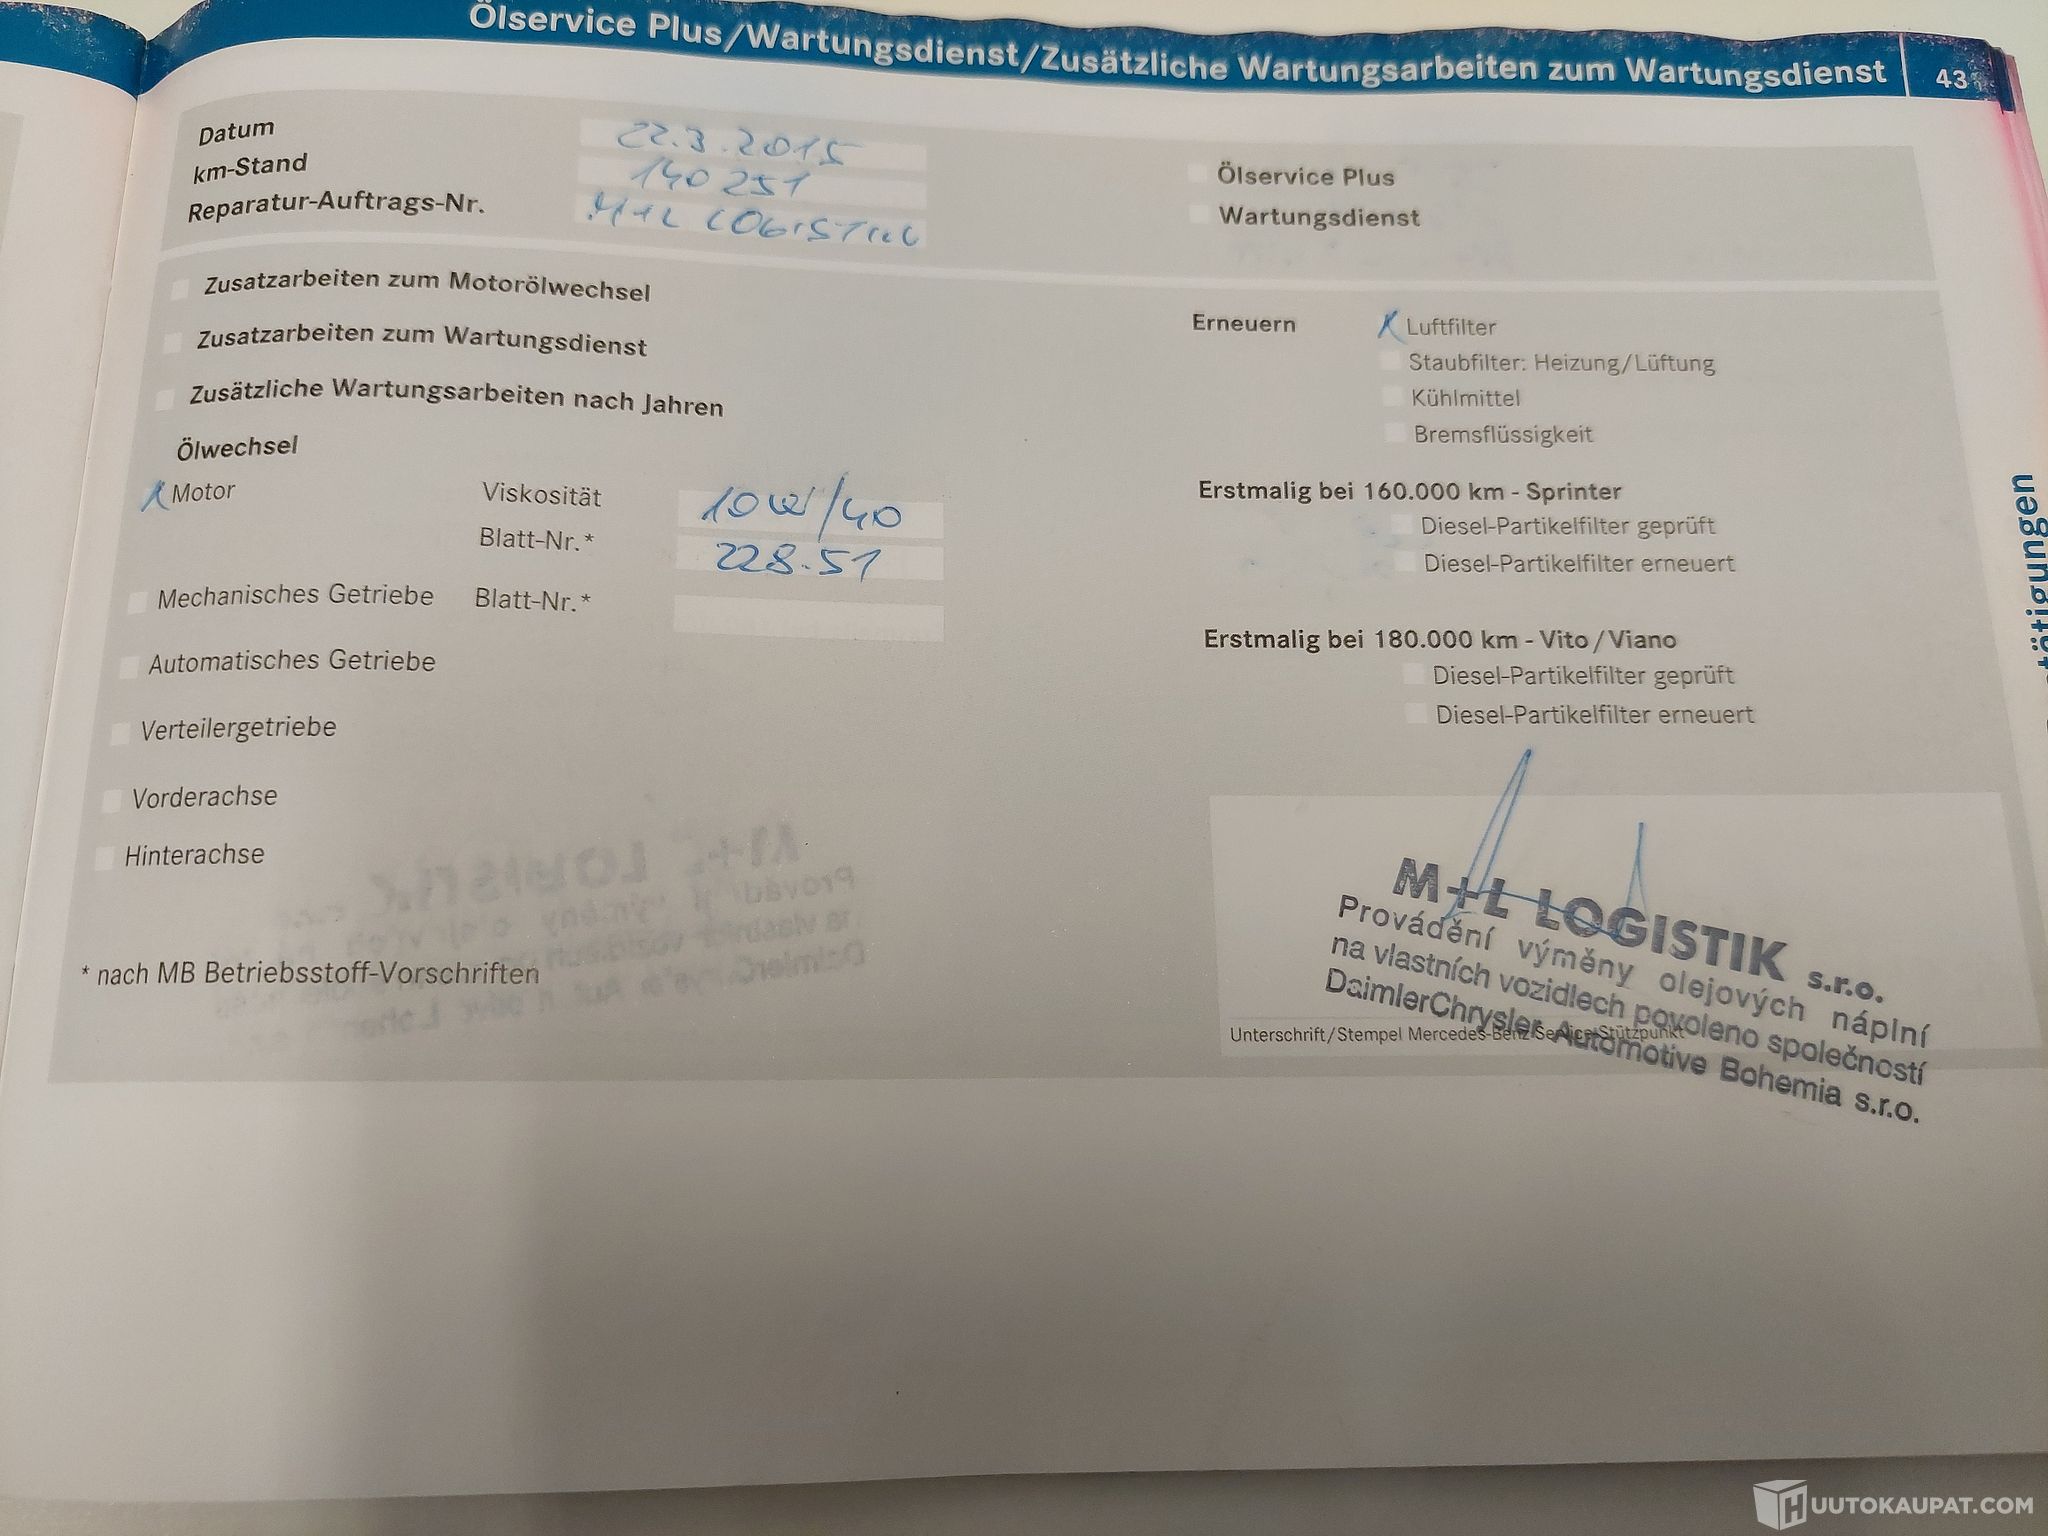 Ölservice Plus/Wartungsdienst/Zusätzliche Wartungsarbeiten zum Wartungsdienst 43
Datum 22.3.2015
km-Stand 140 251
Reparatur-Auftrags-Nr. M+L LOGISTIK
Ölservice Plus
Wartungsdienst
Zusatzarbeiten zum Motorölwechsel
Zusatzarbeiten zum Wartungsdienst
Zusätzliche Wartungsarbeiten nach Jahren
Ölwechsel
Motor Viskosität 10W/40
Blatt-Nr.* 228.51
Mechanisches Getriebe Blatt-Nr.*
Automatisches Getriebe
Verteilergetriebe
Vorderachse
Hinterachse
* nach MB Betriebsstoff-Vorschriften
Erneuern Luftfilter
Staubfilter: Heizung/Lüftung
Kühlmittel
Bremsflüssigkeit
Erstmalig bei 160.000 km - Sprinter
Diesel-Partikelfilter geprüft
Diesel-Partikelfilter erneuert
Erstmalig bei 180.000 km - Vito/Viano
Diesel-Partikelfilter geprüft
Diesel-Partikelfilter erneuert
M+L LOGISTIK s.r.o.
Provádění výměny olejových náplní
na vlastních vozidlech povoleno společností
DaimlerChrysler Automotive Bohemia s.r.o.
Unterschrift/Stempel Mercedes-Benz Service-Stützpunkt
HUUTOKAUPAT.COM